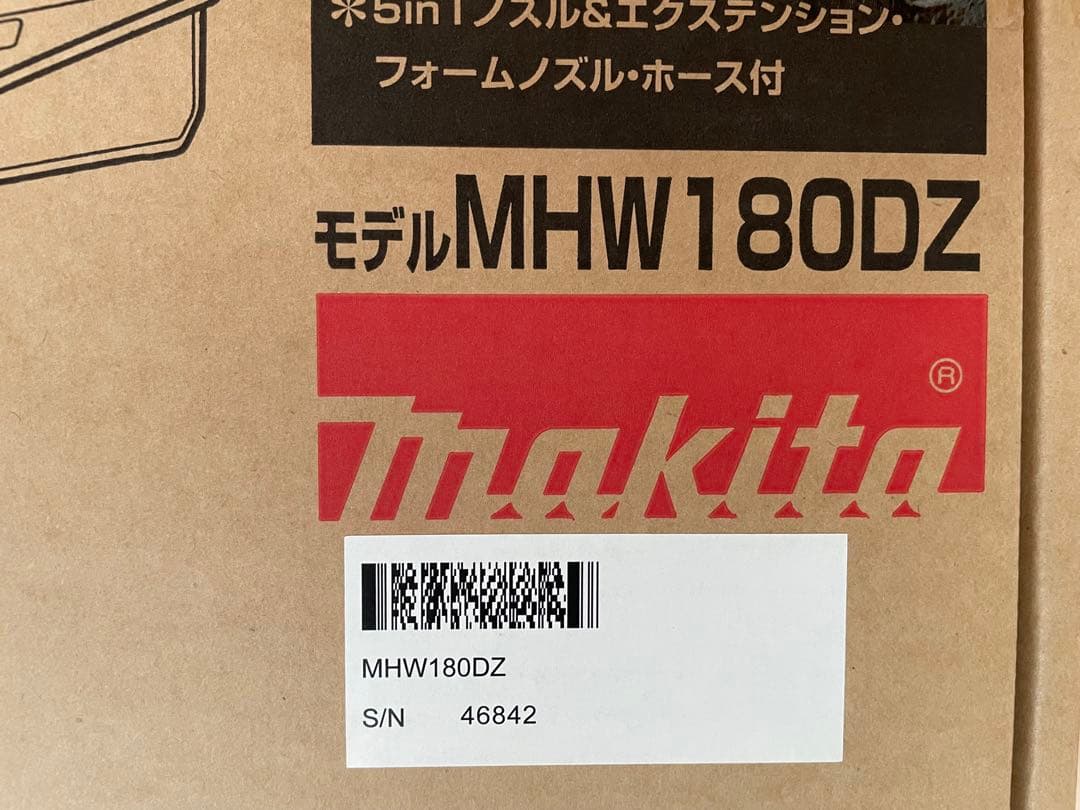 *5in1ノズル&エクステンション・
フォームノズル・ホース付
モデルMHW180DZ
makita®
MHW180DZ
S/N 46842